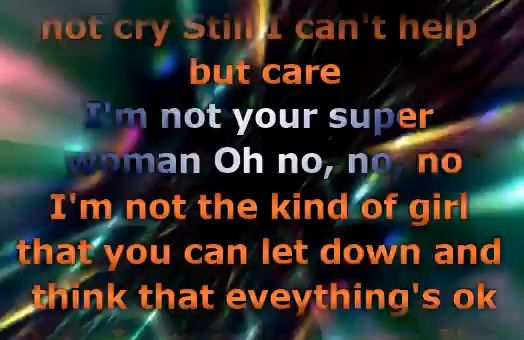 not cry Still I can't help
but care
I'm not your super
woman Oh no, no, no
I'm not the kind of girl
that you can let down and
think that eveything's ok